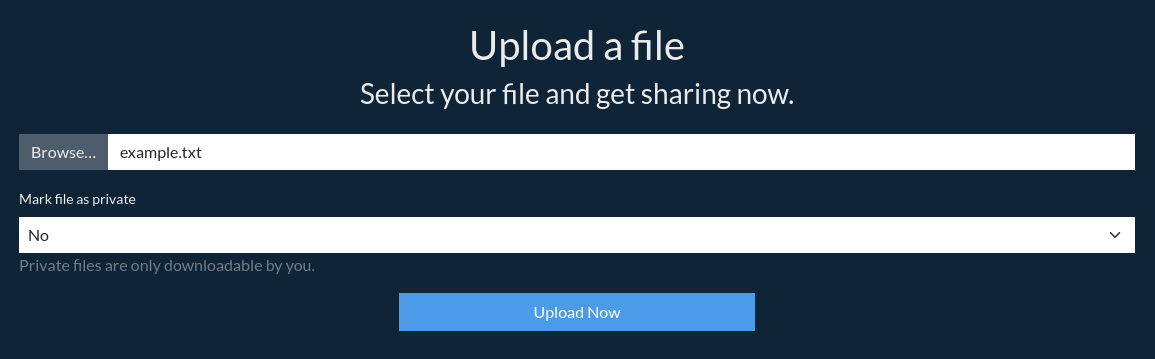 Upload a file
Select your file and get sharing now.
Browse... example.txt
Mark file as private
No
Private files are only downloadable by you.
Upload Now